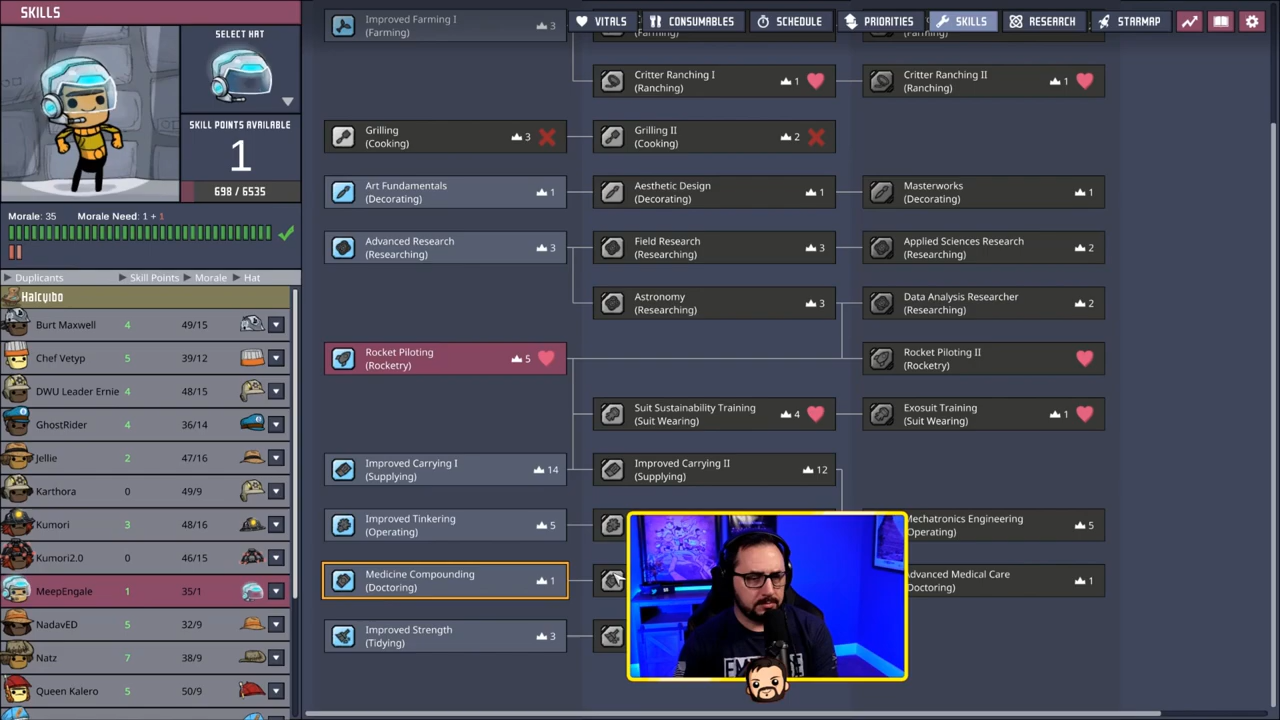 SKILLS
VITALS
CONSUMABLES
SCHEDULE
PRIORITIES
SKILLS
RESEARCH
STARMAP
SELECT HAT
SKILL POINTS AVAILABLE
1
698 / 6535
Morale: 35
Morale Need: 1 + 1
Duplicants
Skill Points
Morale
Hat
Halcyibo
Burt Maxwell 4 49/15
Chef Vetyp 5 39/12
DWU Leader Ernie 4 48/15
GhostRider 4 36/14
Jellie 2 47/16
Karthora 0 49/9
Kumori 3 48/16
Kumori2.0 0 46/15
MeepEngale 1 35/1
NadavED 5 32/9
Natz 7 38/9
Queen Kalero 5 50/9
Improved Farming I 3
(Farming)
(Farming)
(Farming)
Critter Ranching I 1
(Ranching)
Critter Ranching II 1
(Ranching)
Grilling 3
(Cooking)
Grilling II 2
(Cooking)
Art Fundamentals 1
(Decorating)
Aesthetic Design 1
(Decorating)
Masterworks 1
(Decorating)
Advanced Research 3
(Researching)
Field Research 3
(Researching)
Applied Sciences Research 2
(Researching)
Astronomy 3
(Researching)
Data Analysis Researcher 2
(Researching)
Rocket Piloting 5
(Rocketry)
Rocket Piloting II
(Rocketry)
Suit Sustainability Training 4
(Suit Wearing)
Exosuit Training 1
(Suit Wearing)
Improved Carrying I 14
(Supplying)
Improved Carrying II 12
(Supplying)
Improved Tinkering 5
(Operating)
Mechatronics Engineering 5
(Operating)
Medicine Compounding 1
(Doctoring)
Advanced Medical Care 1
Doctoring)
Improved Strength 3
(Tidying)